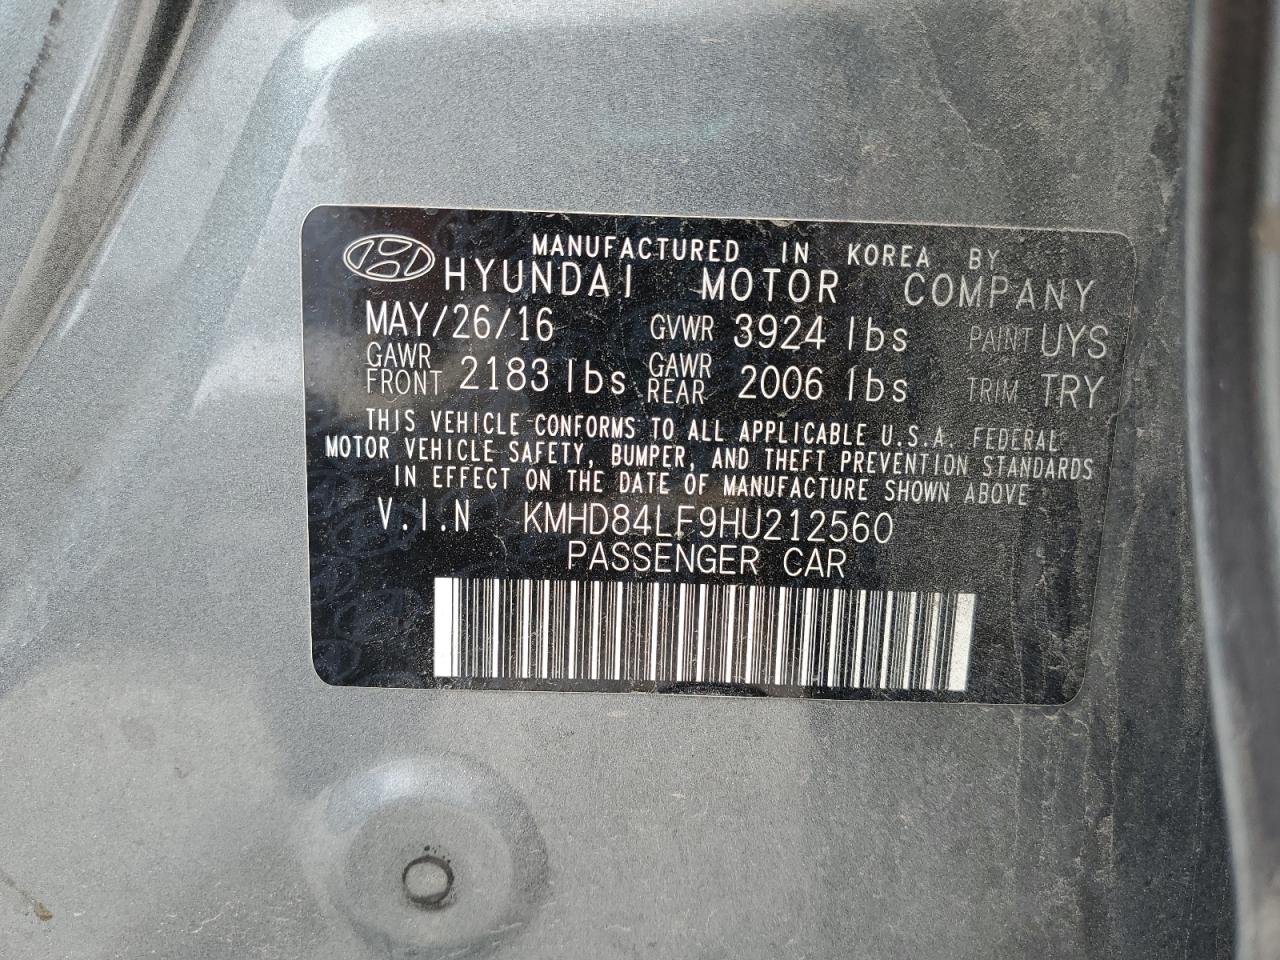 MANUFACTURED IN KOREA BY
HYUNDAI MOTOR COMPANY
MAY/26/16 GVWR 3924 lbs PAINT UYS
GAWR FRONT 2183 lbs GAWR REAR 2006 lbs TRIM TRY
THIS VEHICLE CONFORMS TO ALL APPLICABLE U.S.A. FEDERAL
MOTOR VEHICLE SAFETY, BUMPER, AND THEFT PREVENTION STANDARDS
IN EFFECT ON THE DATE OF MANUFACTURE SHOWN ABOVE
V.I.N KMHD84LF9HU212560
PASSENGER CAR